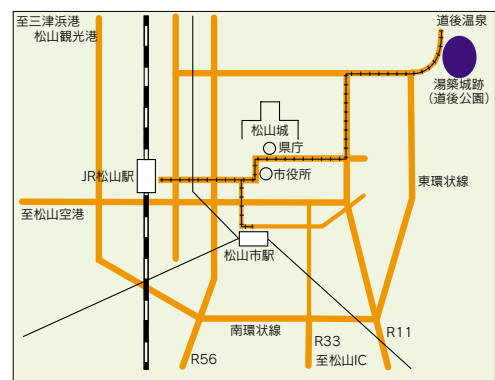 至三津浜港
松山観光港
道後温泉
湯築城跡
(道後公園)
松山城
県庁
JR松山駅
市役所
東環状線
至松山空港
松山市駅
南環状線
R56
R33
至松山IC
R11